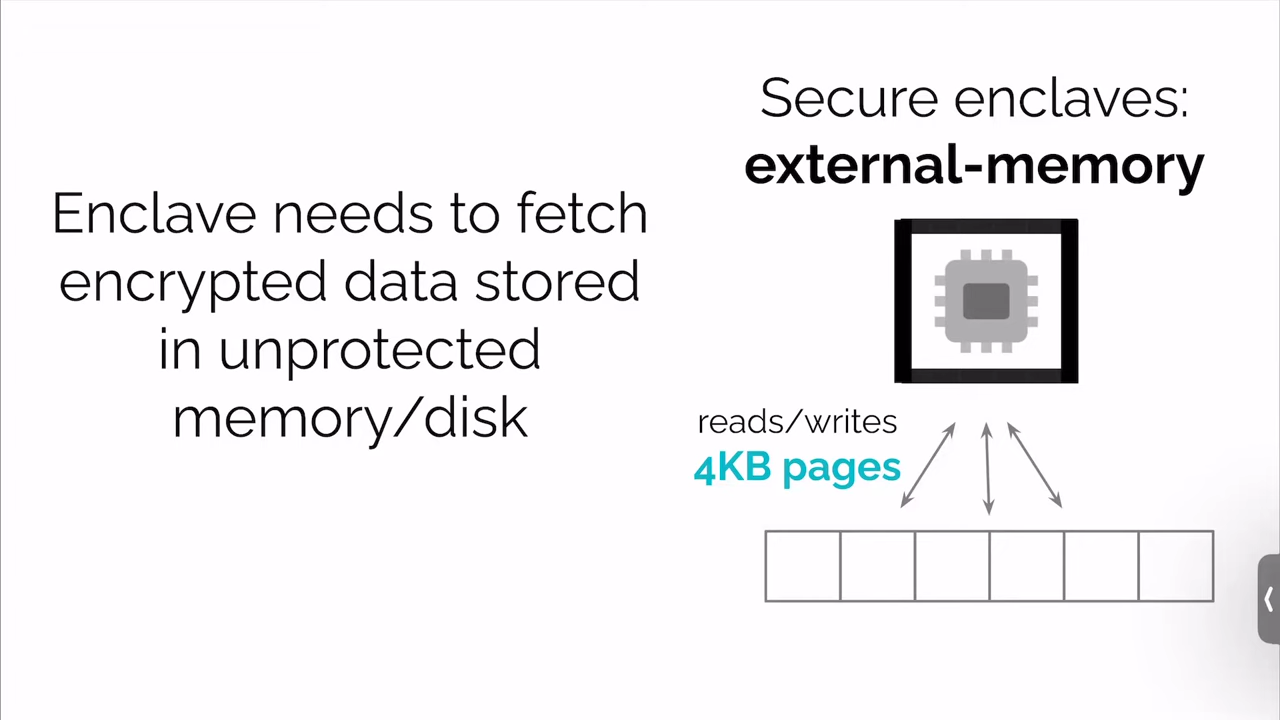 Enclave needs to fetch
encrypted data stored
in unprotected
memory/disk
Secure enclaves:
external-memory
reads/writes
4KB pages